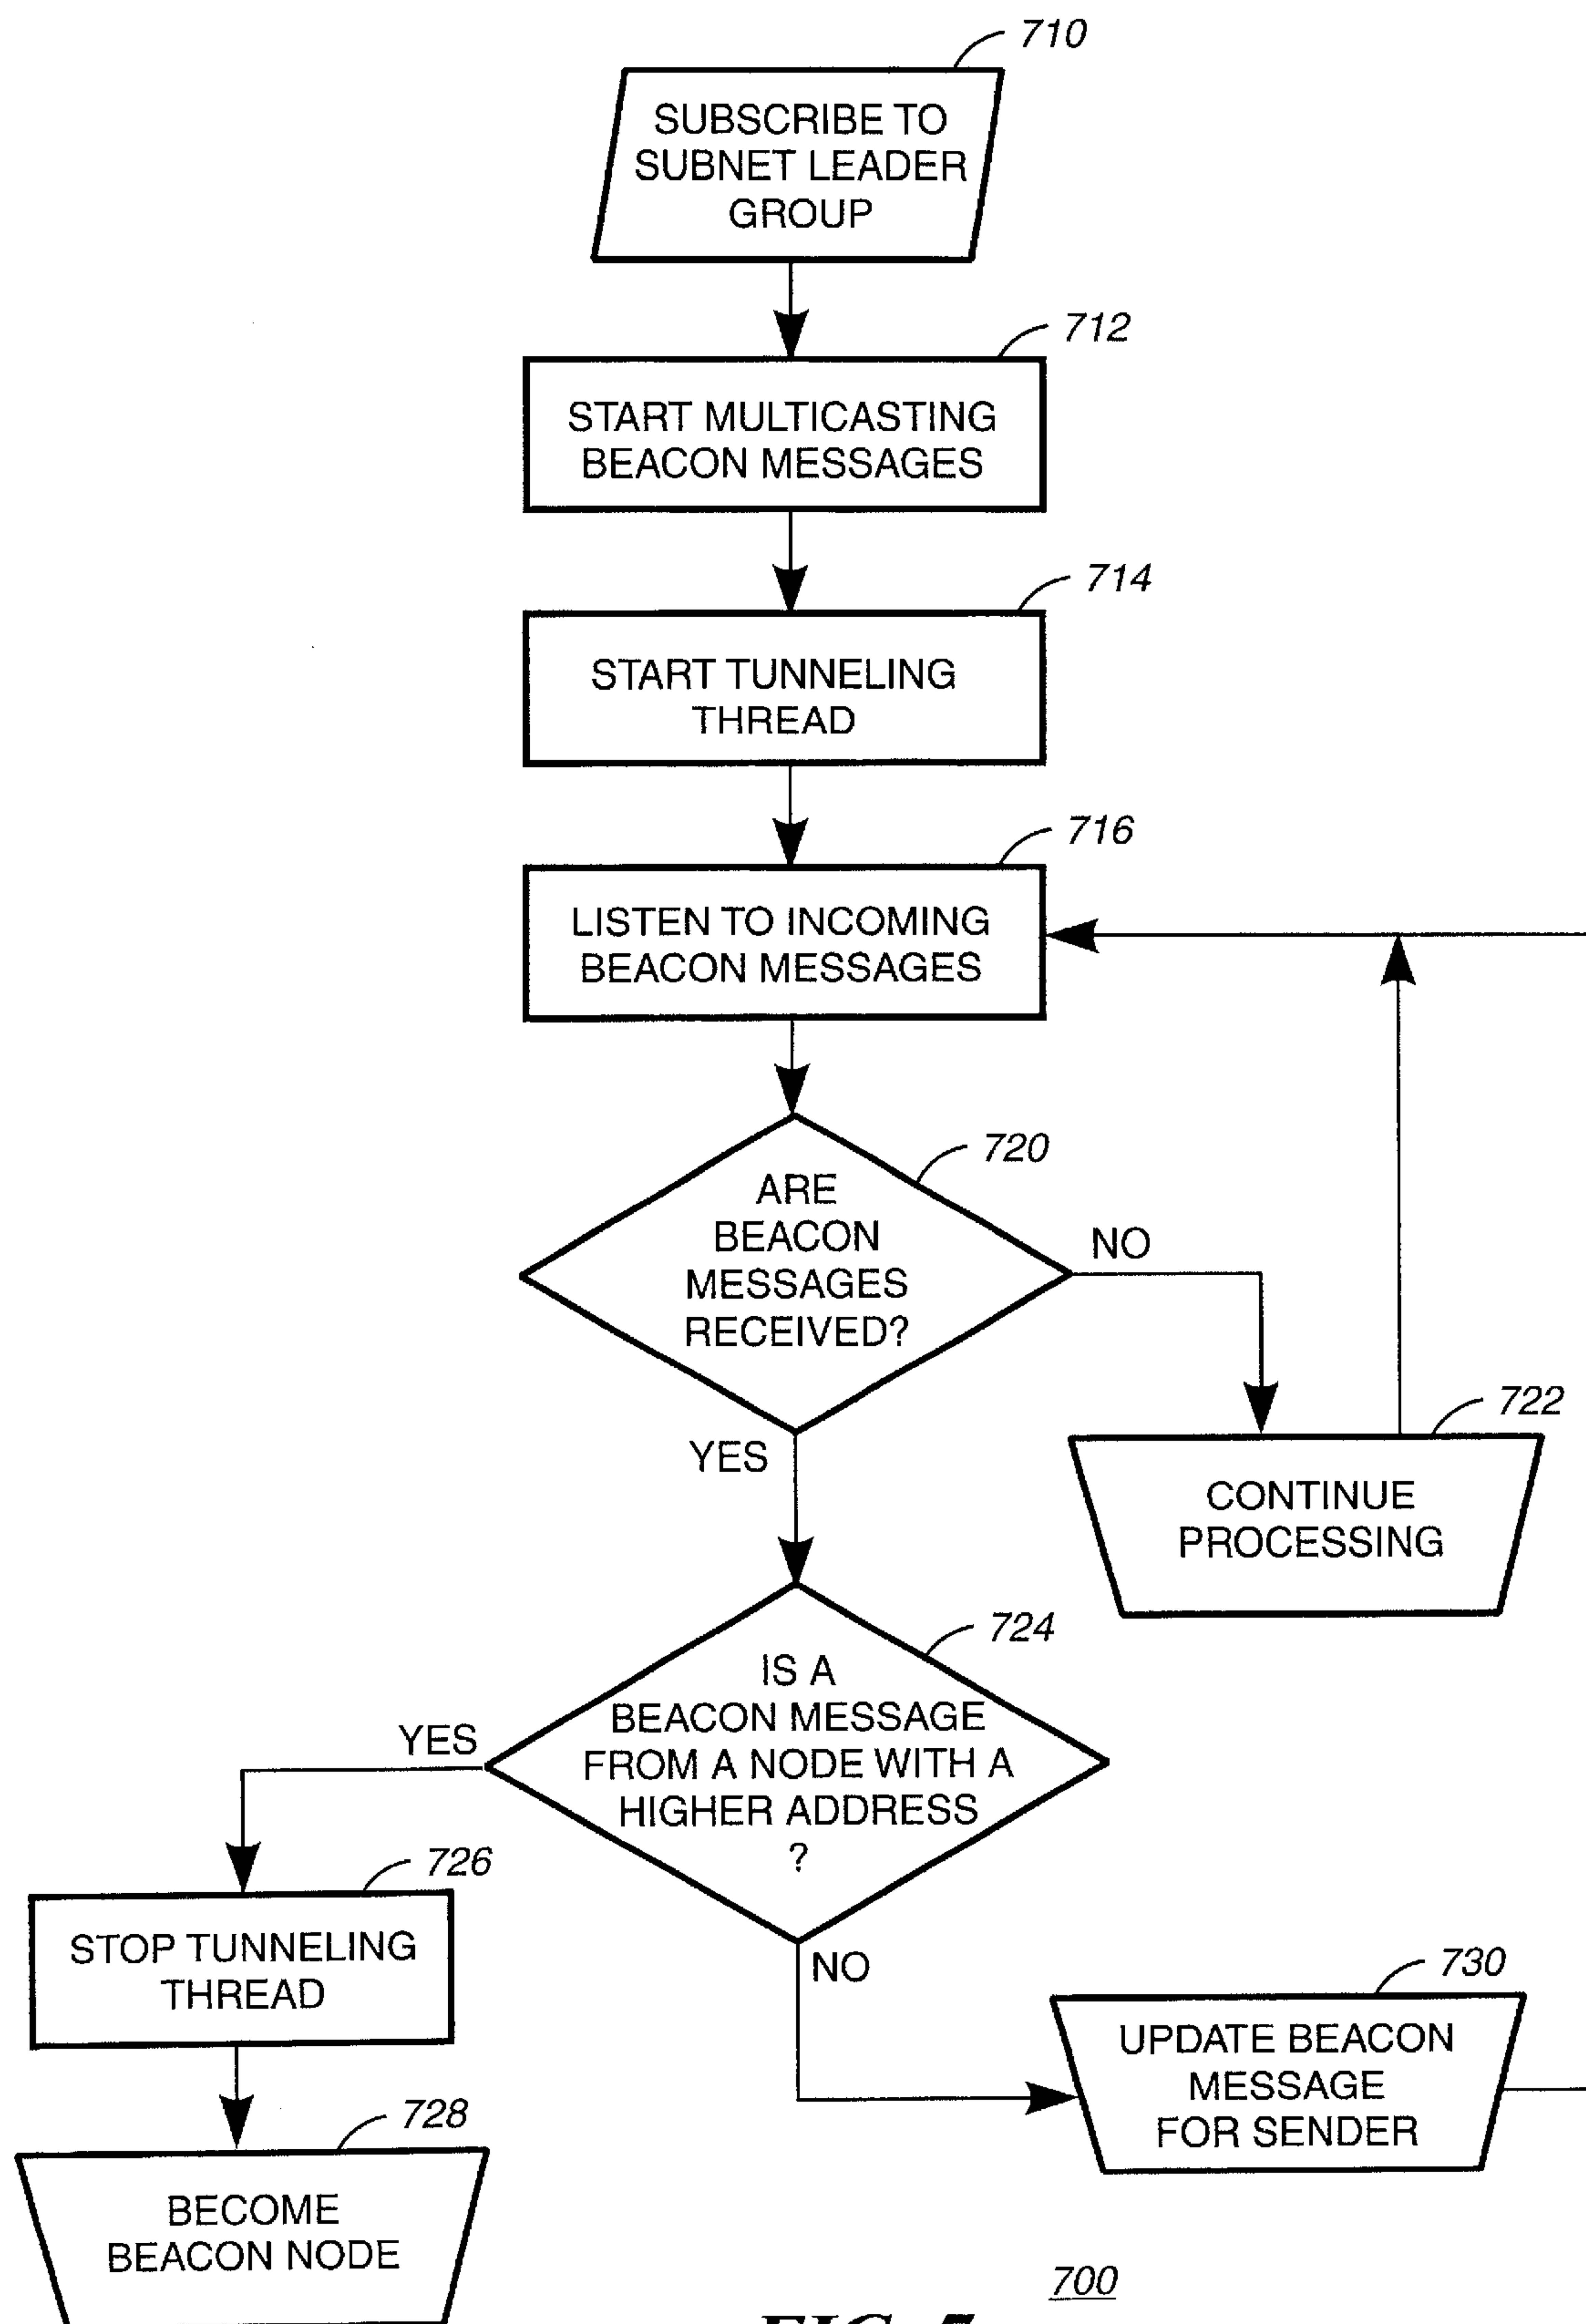 710
SUBSCRIBE TO
SUBNET LEADER
GROUP
712
START MULTICASTING
BEACON MESSAGES
714
START TUNNELING
THREAD
716
LISTEN TO INCOMING
BEACON MESSAGES
720
ARE
BEACON
MESSAGES
RECEIVED?
NO
YES
722
CONTINUE
PROCESSING
724
IS A
BEACON MESSAGE
FROM A NODE WITH A
HIGHER ADDRESS
?
YES
NO
726
STOP TUNNELING
THREAD
728
BECOME
BEACON NODE
730
UPDATE BEACON
MESSAGE
FOR SENDER
700